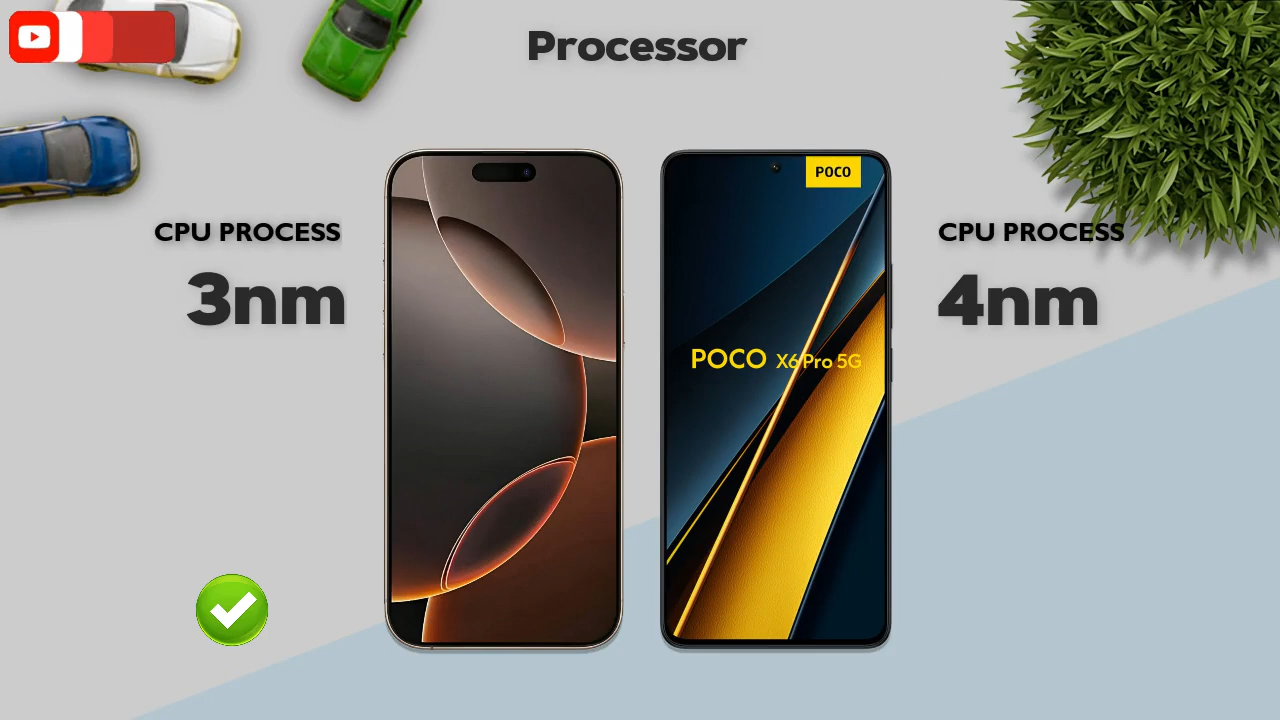 Processor
CPU PROCESS
3nm
POCO
POCO X6 Pro 5G
CPU PROCESS
4nm